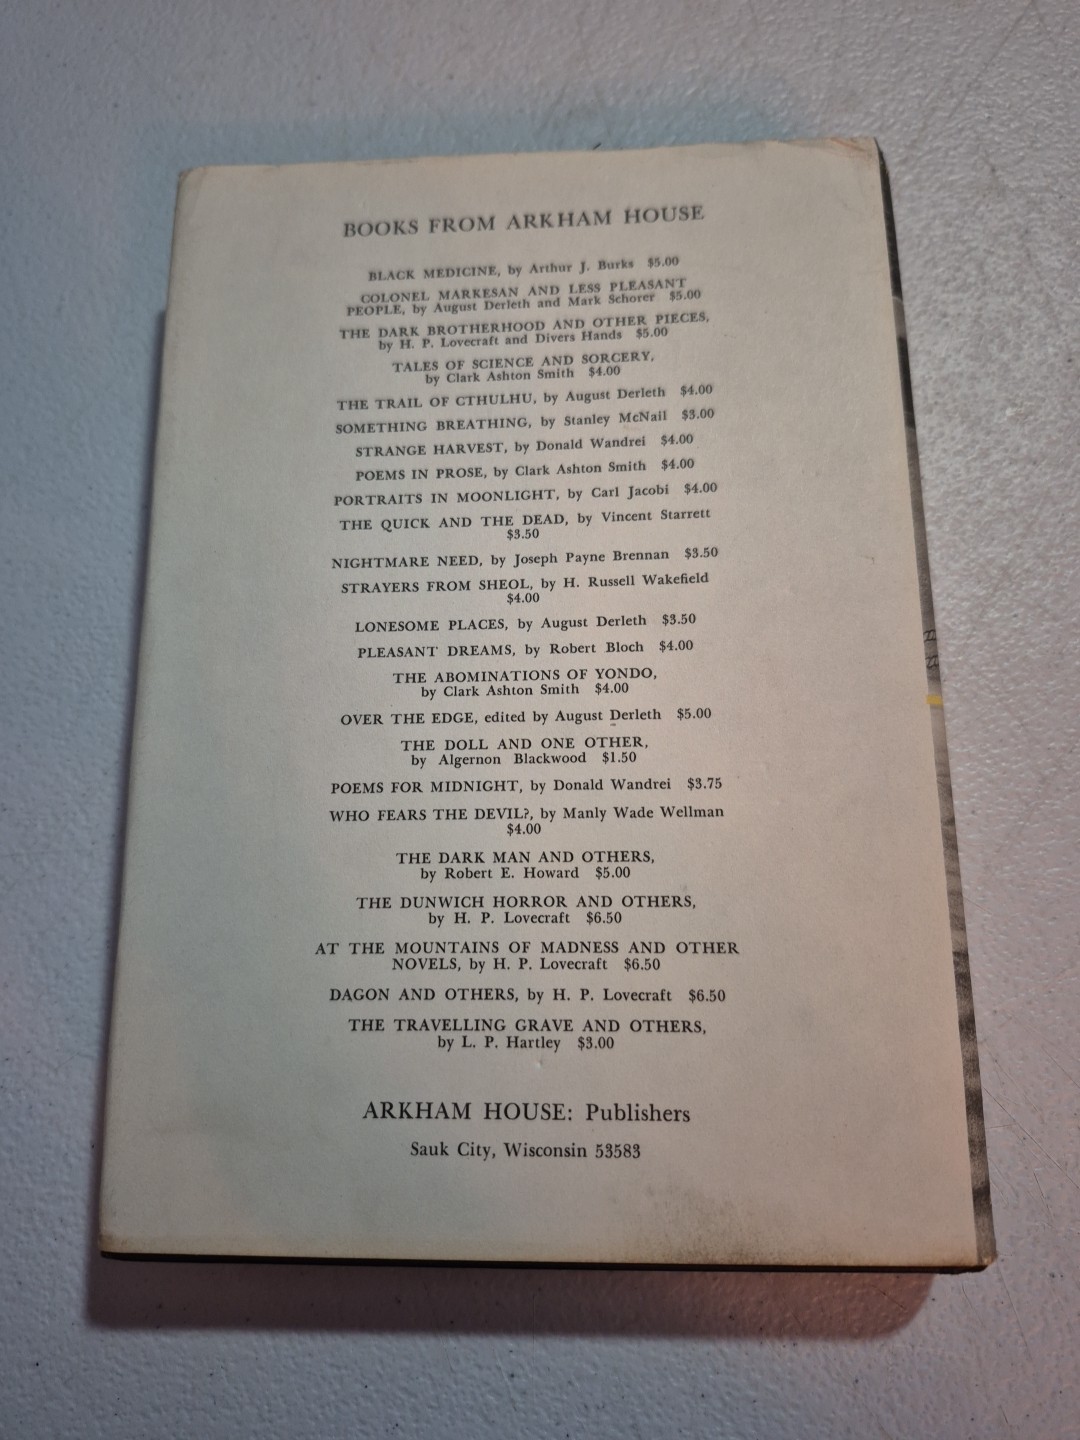 BOOKS FROM ARKHAM HOUSE
BLACK MEDICINE, by Arthur J. Burks $5.00
COLONEL MARKESAN AND LESS PLEASANT
PEOPLE, by August Derleth and Mark Schorer $5.00
THE DARK BROTHERHOOD AND OTHER PIECES,
by H. P. Lovecraft and Divers Hands $5.00
TALES OF SCIENCE AND SORCERY,
by Clark Ashton Smith $4.00
THE TRAIL OF CTHULHU, by August Derleth $4.00
SOMETHING BREATHING, by Stanley McNail $3.00
STRANGE HARVEST, by Donald Wandrei $4.00
POEMS IN PROSE, by Clark Ashton Smith $4.00
PORTRAITS IN MOONLIGHT, by Carl Jacobi $4.00
THE QUICK AND THE DEAD, by Vincent Starrett
$3.50
NIGHTMARE NEED, by Joseph Payne Brennan $3.50
STRAYERS FROM SHEOL, by H. Russell Wakefield
$4.00
LONESOME PLACES, by August Derleth $3.50
PLEASANT DREAMS, by Robert Bloch $4.00
THE ABOMINATIONS OF YONDO,
by Clark Ashton Smith $4.00
OVER THE EDGE, edited by August Derleth $5.00
THE DOLL AND ONE OTHER,
by Algernon Blackwood $1.50
POEMS FOR MIDNIGHT, by Donald Wandrei $3.75
WHO FEARS THE DEVIL?, by Manly Wade Wellman
$4.00
THE DARK MAN AND OTHERS,
by Robert E. Howard $5.00
THE DUNWICH HORROR AND OTHERS,
by H. P. Lovecraft $6.50
AT THE MOUNTAINS OF MADNESS AND OTHER
NOVELS, by H. P. Lovecraft $6.50
DAGON AND OTHERS, by H. P. Lovecraft $6.50
THE TRAVELLING GRAVE AND OTHERS,
by L. P. Hartley $3.00
ARKHAM HOUSE: Publishers
Sauk City, Wisconsin 53583